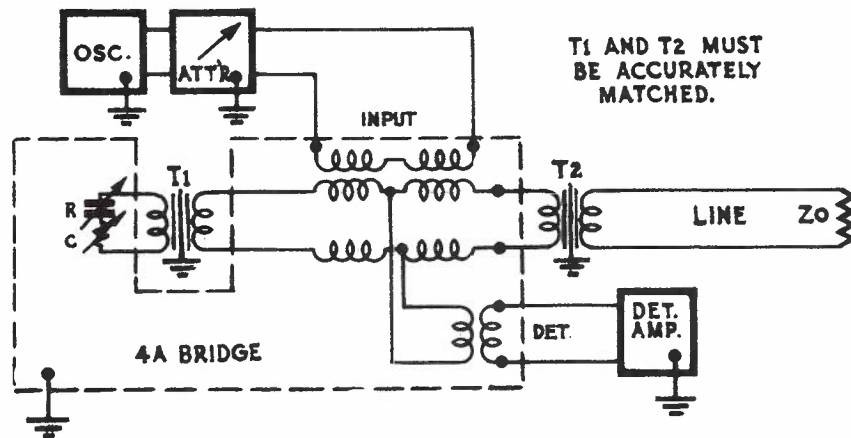 OSC.
ATT'R
T1 AND T2 MUST
BE ACCURATELY
MATCHED.
INPUT
T1
T2
R
C
LINE
ZO
DET.
DET.
AMP.
4A BRIDGE